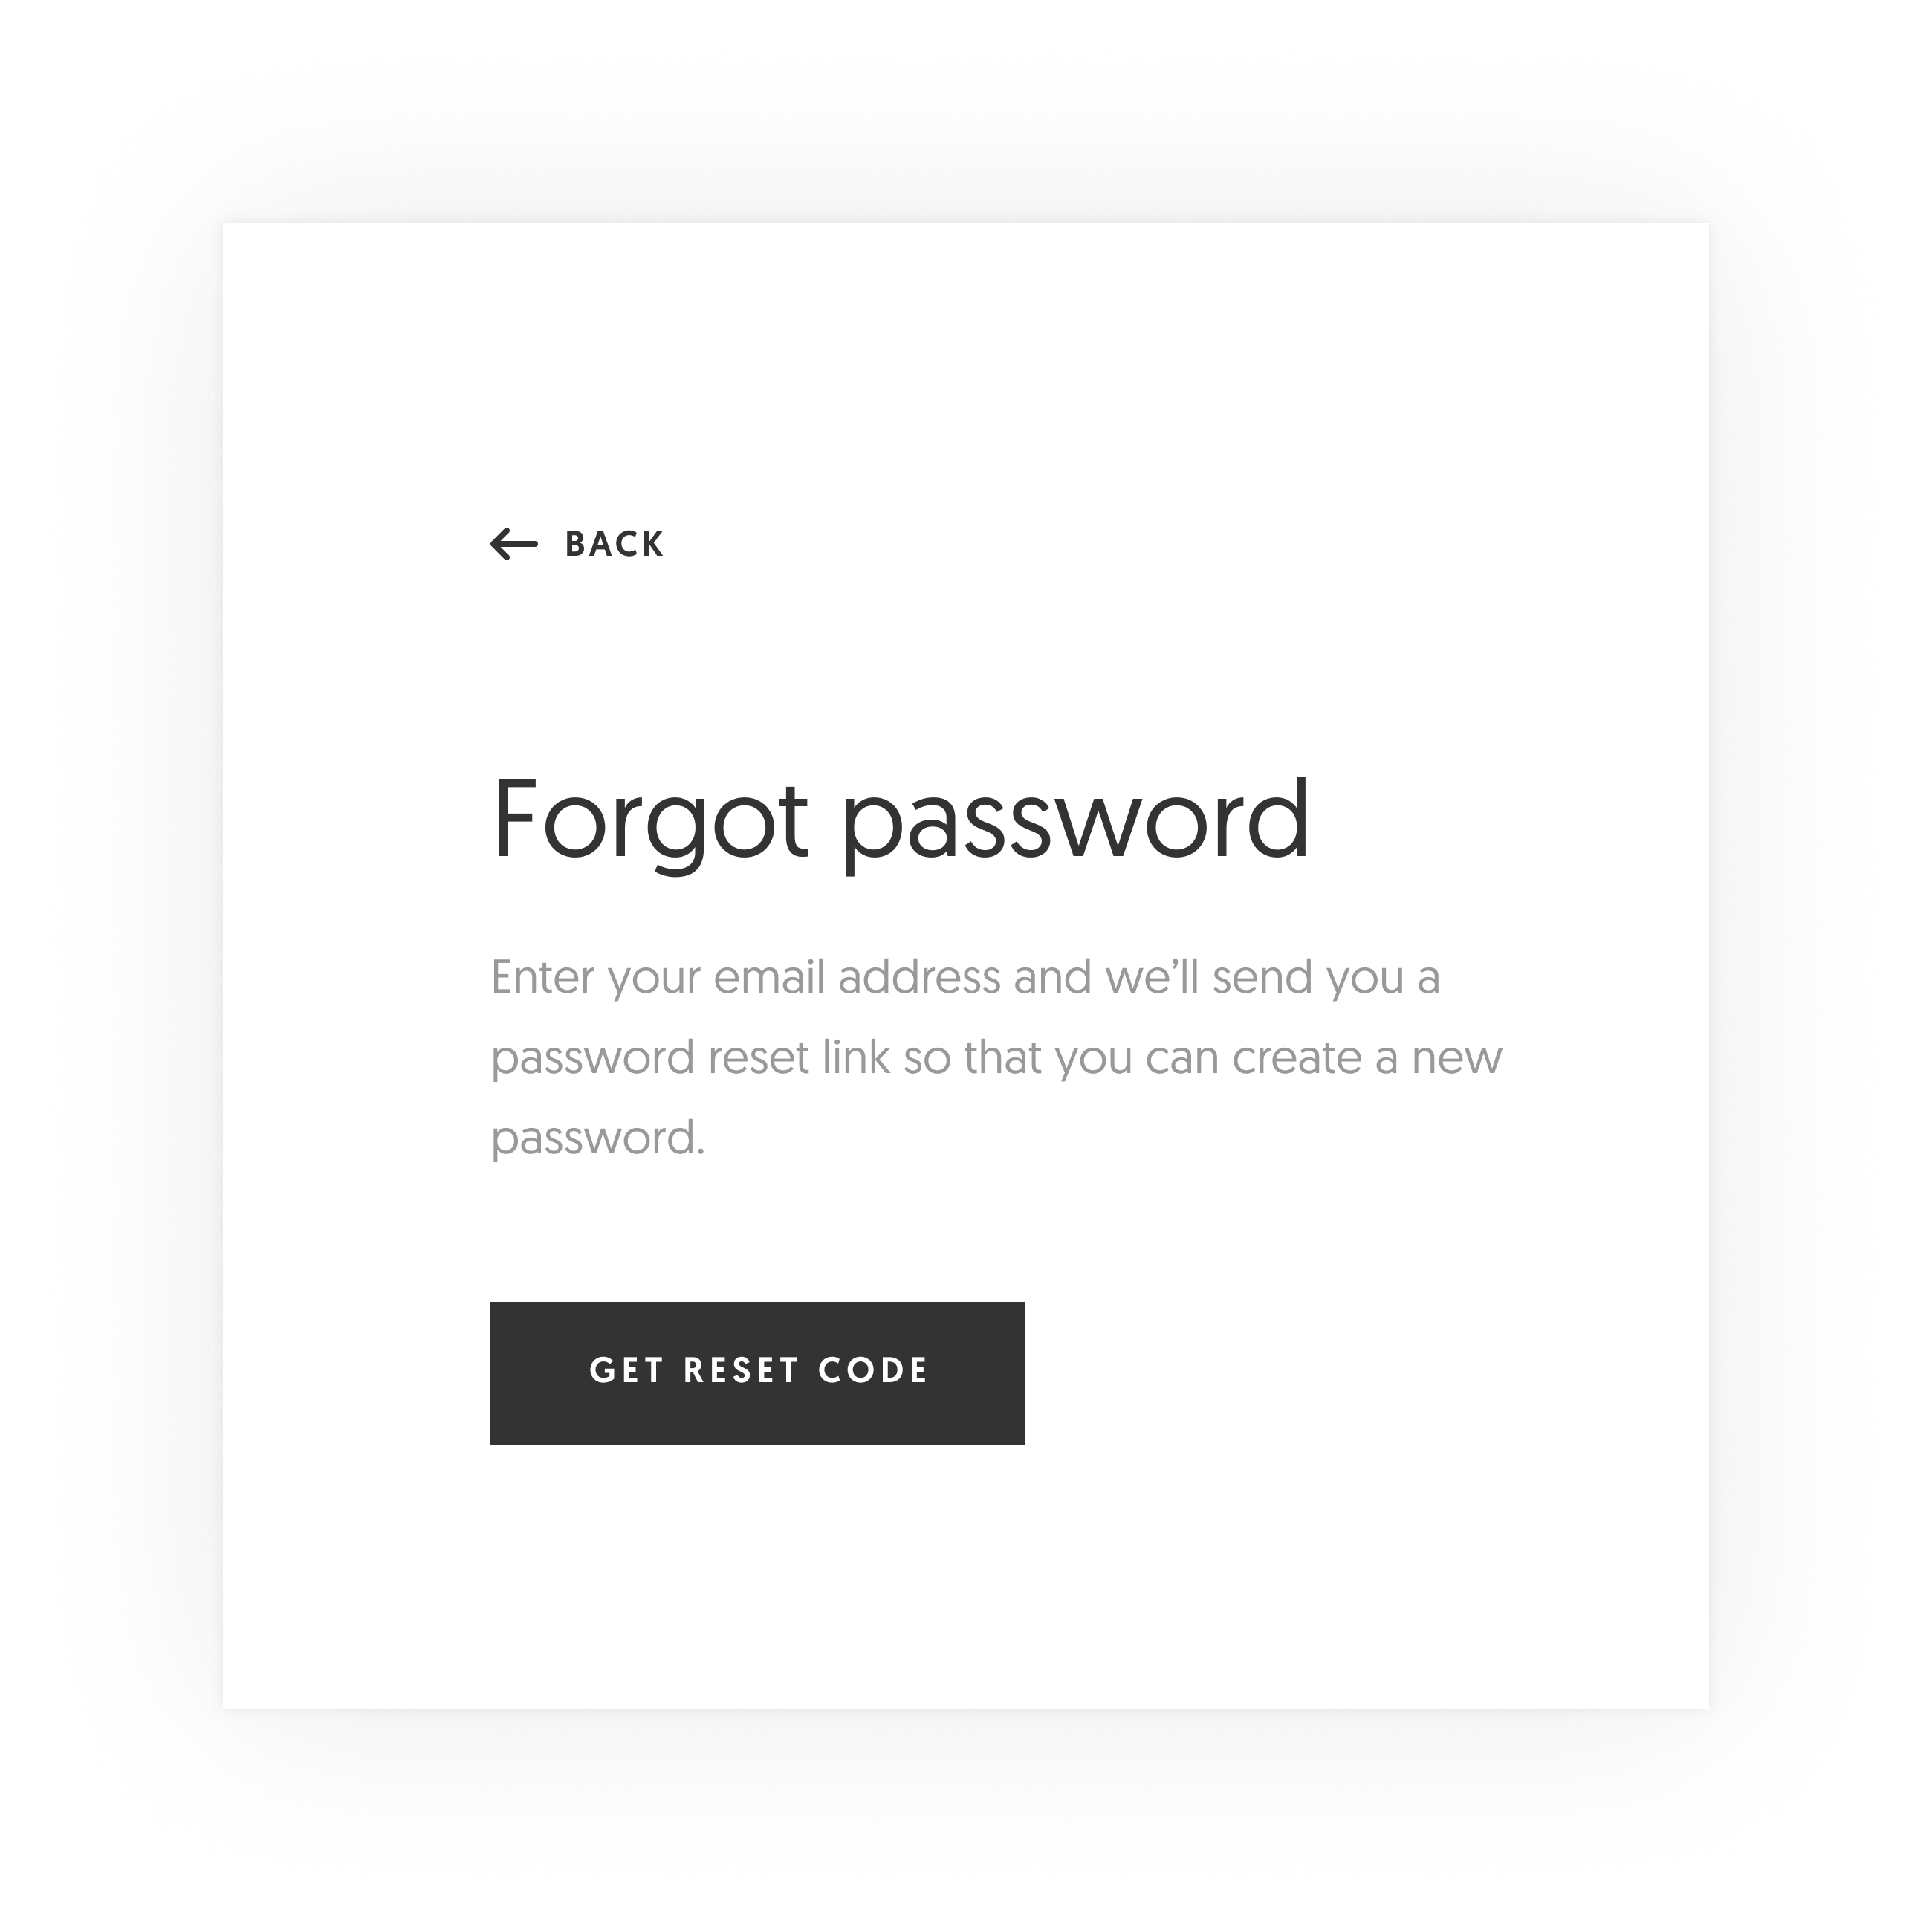 BACK
Forgot password
Enter your email address and we’ll send you a
password reset link so that you can create a new
password.
GET RESET CODE